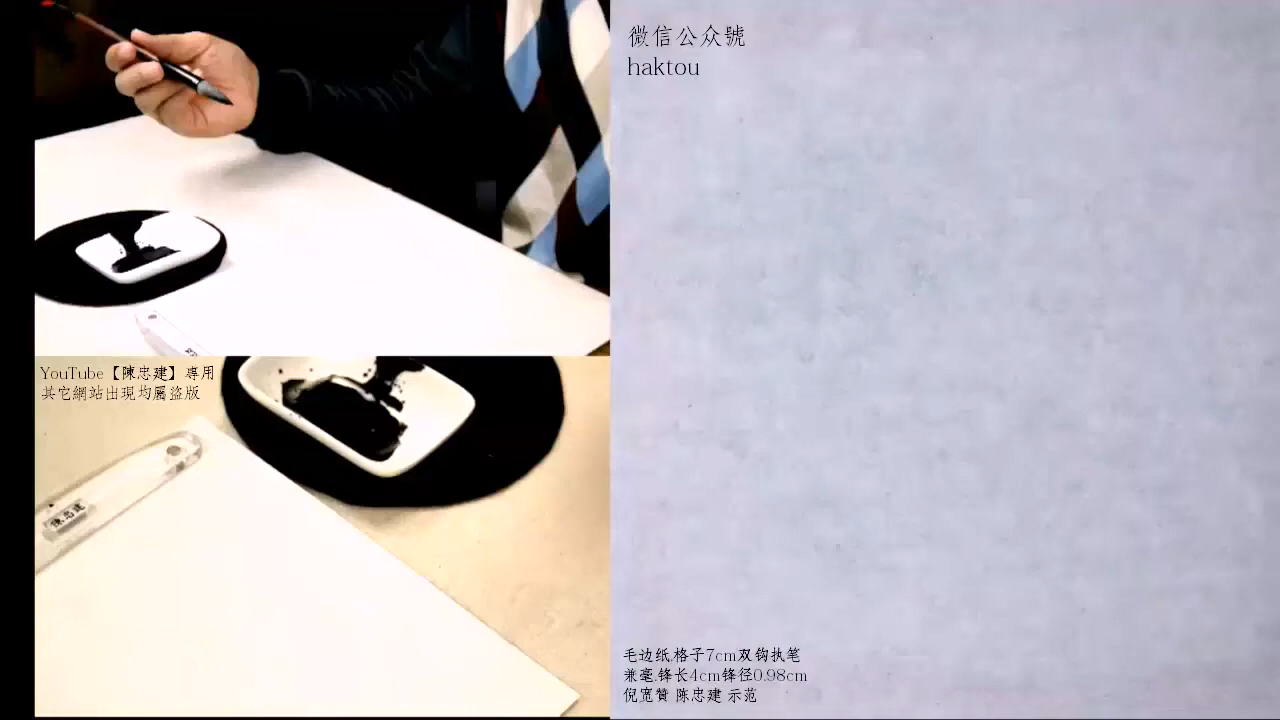 微信公众號
haktou
YouTube【陳忠建】專用
其它網站出現均屬盜版
陳忠建
毛边纸,格子7cm双钩执笔
兼毫,锋长4cm锋径0.98cm
倪宽贊 陳忠建 示范